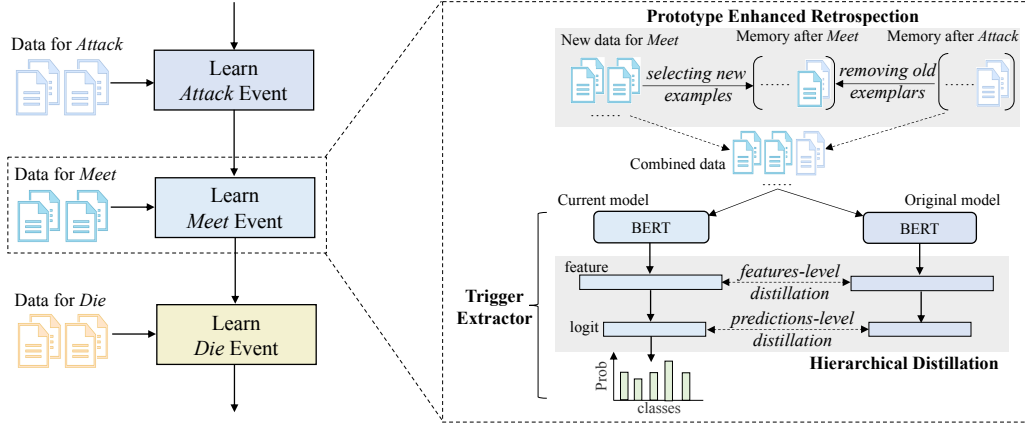 Data for Attack
Learn
Attack Event
Data for Meet
Learn
Meet Event
Data for Die
Learn
Die Event
Prototype Enhanced Retrospection
New data for Meet
Memory after Meet
Memory after Attack
selecting new
examples
removing old
exemplars
......
......
......
Combined data
....
Current model
Original model
BERT
BERT
feature
features-level
distillation
Trigger
Extractor
logit
predictions-level
distillation
Hierarchical Distillation
Prob
classes